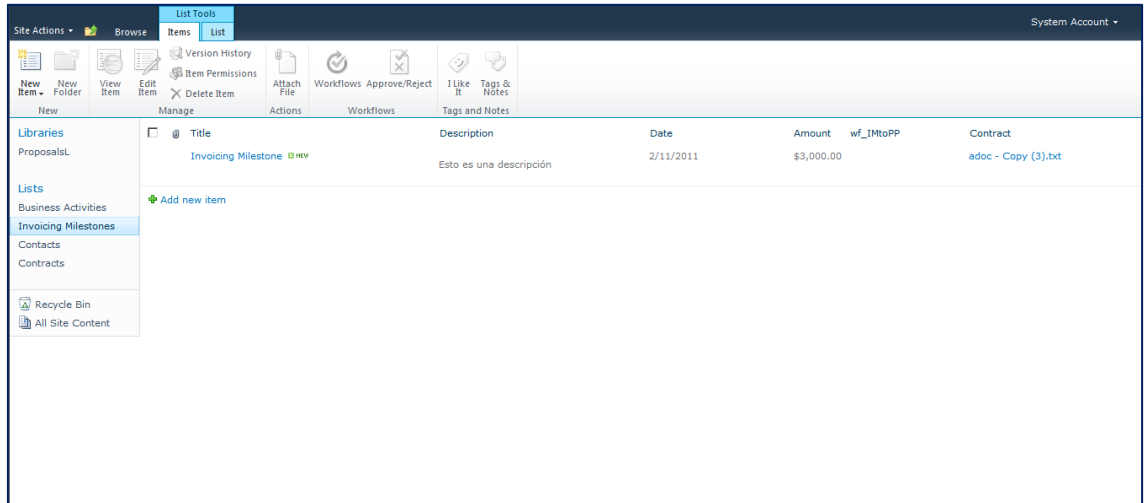 List Tools
System Account
Site Actions Browse Items List
New Item New Folder View Item Edit Item Version History Item Permissions Delete Item Attach File Workflows Approve/Reject I Like It Tags & Notes
New Manage Actions Workflows Tags and Notes
Libraries
ProposalsL
Lists
Business Activities
Invoicing Milestones
Contacts
Contracts
Recycle Bin
All Site Content
Title Description Date Amount wf_IMtoPP Contract
Invoicing Milestone NEW Esto es una descripción 2/11/2011 $3,000.00 adoc - Copy (3).txt
Add new item